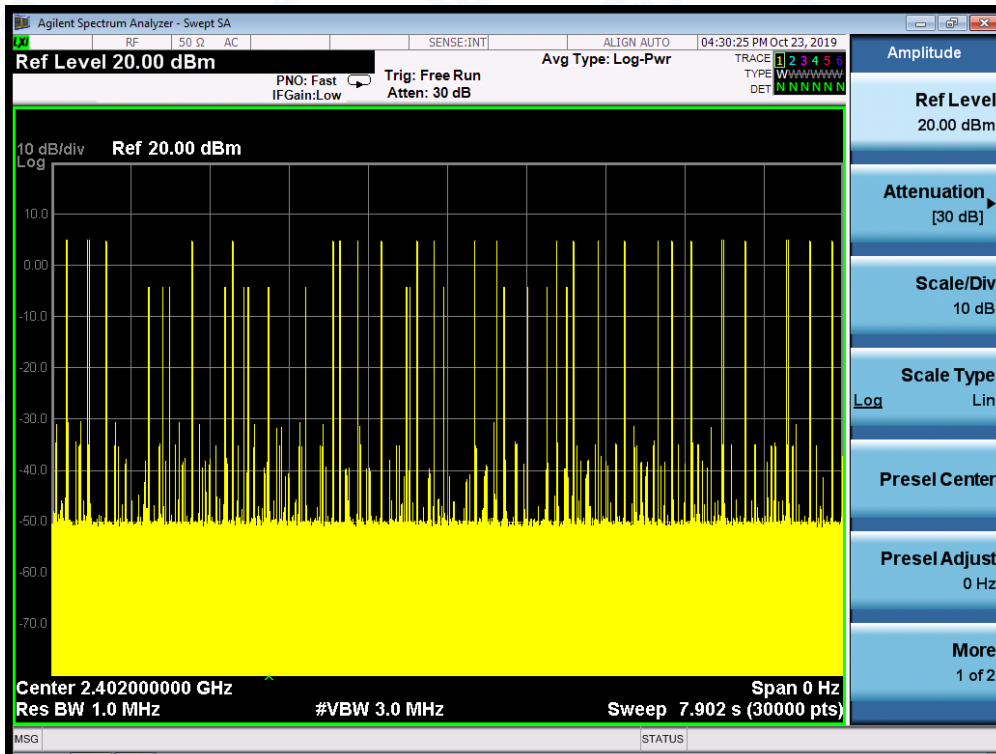 Agilent Spectrum Analyzer - Swept SA
LXI RF 50 Ω AC SENSE:INT ALIGN AUTO 04:30:25 PM Oct 23, 2019
Ref Level 20.00 dBm
PNO: Fast
IFGain:Low
Trig: Free Run
Atten: 30 dB
Avg Type: Log-Pwr
TRACE 1 2 3 4 5 6
TYPE W W W W W W
DET N N N N N N
10 dB/div
Log
Ref 20.00 dBm
10.0
0.00
-10.0
-20.0
-30.0
-40.0
-50.0
-60.0
-70.0
Center 2.402000000 GHz
Span 0 Hz
Res BW 1.0 MHz
#VBW 3.0 MHz
Sweep 7.902 s (30000 pts)
MSG
STATUS
Amplitude
Ref Level
20.00 dBm
Attenuation
[30 dB]
Scale/Div
10 dB
Scale Type
Log Lin
Presel Center
Presel Adjust
0 Hz
More
1 of 2